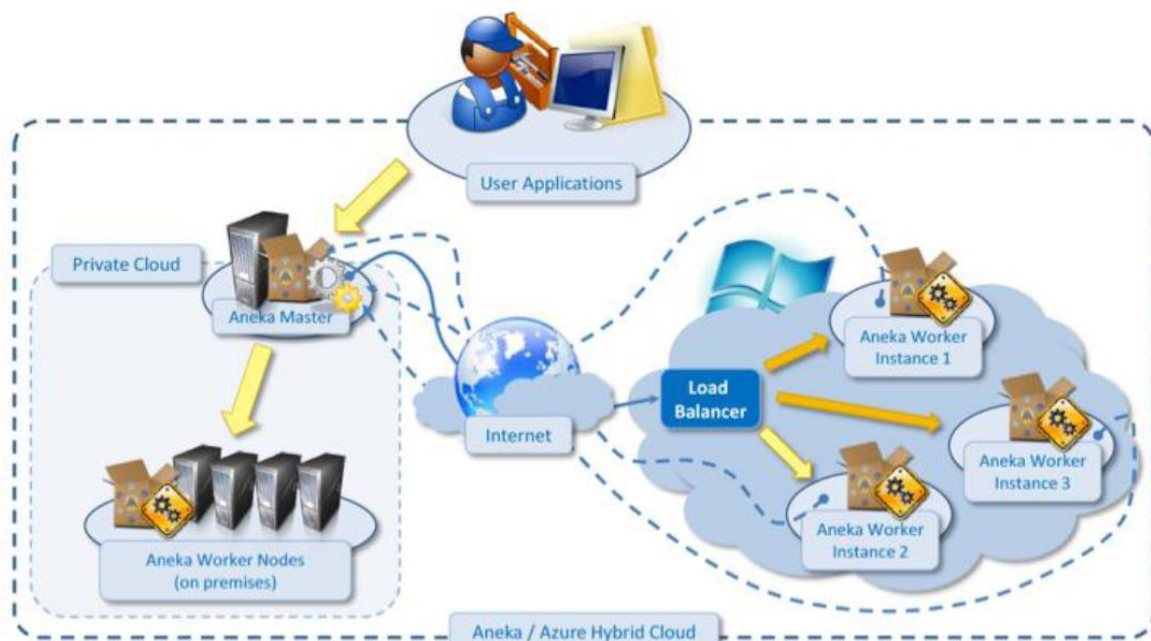 User Applications
Private Cloud
Aneka Master
Aneka Worker
Instance 1
Load
Balancer
Internet
Aneka Worker
Instance 3
Aneka Worker
Instance 2
Aneka Worker Nodes
(on premises)
Aneka / Azure Hybrid Cloud